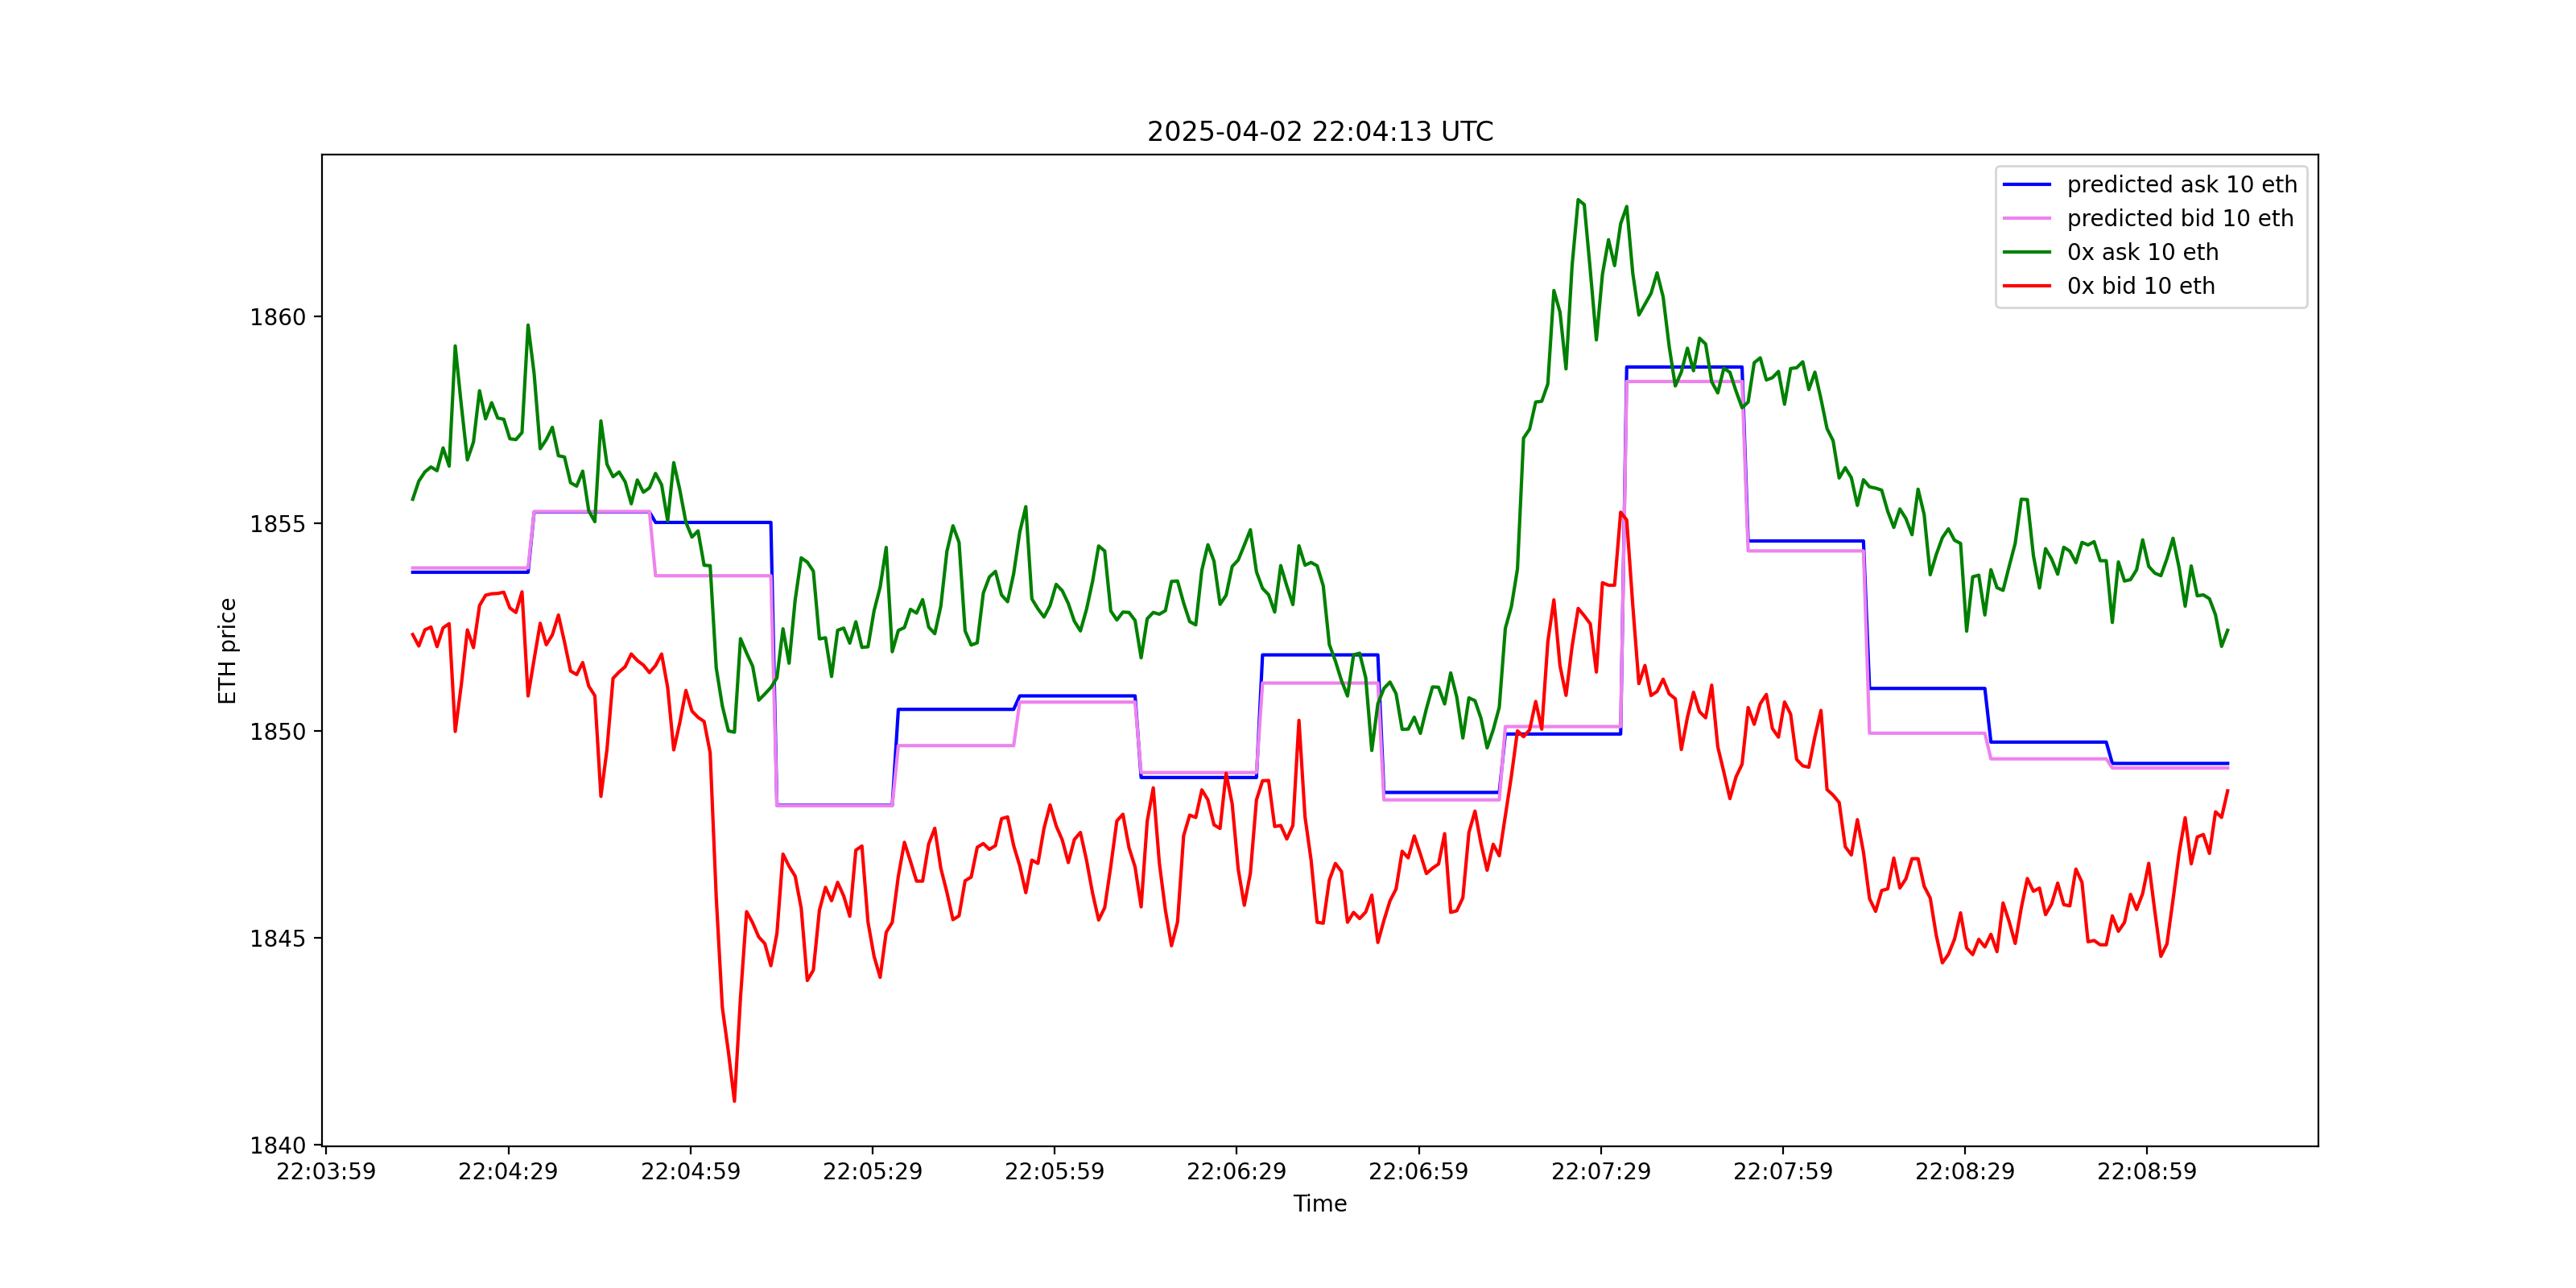 2025-04-02 22:04:13 UTC
predicted ask 10 eth
predicted bid 10 eth
0x ask 10 eth
0x bid 10 eth
ETH price
1860
1855
1850
1845
1840
22:03:59 22:04:29 22:04:59 22:05:29 22:05:59 22:06:29 22:06:59 22:07:29 22:07:59 22:08:29 22:08:59
Time